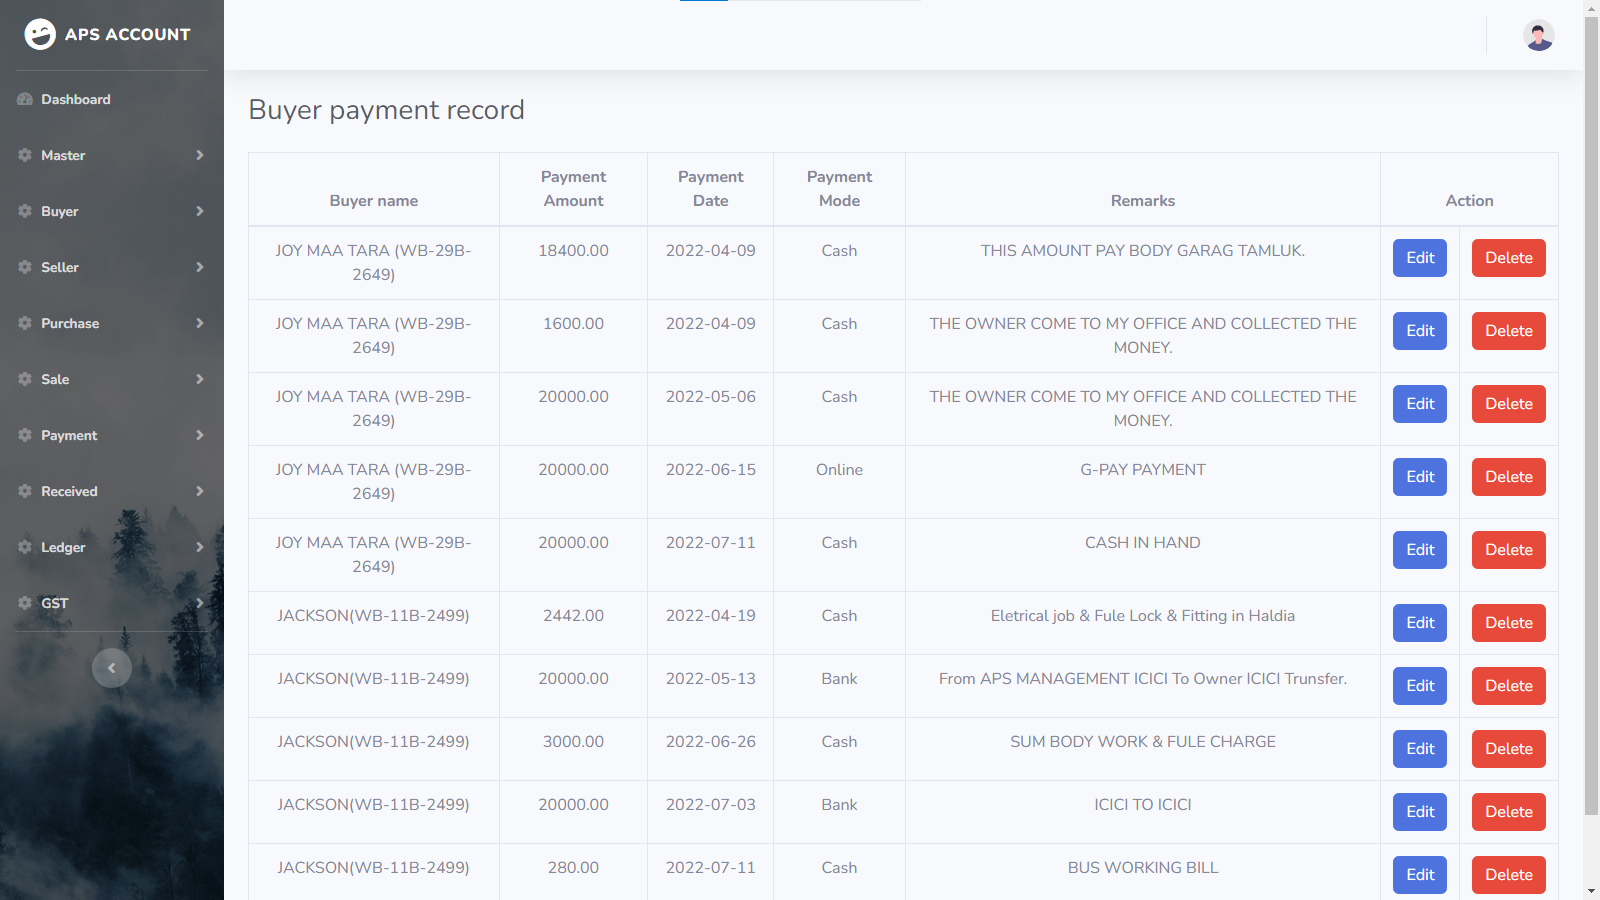 APS ACCOUNT
Dashboard
Master
Buyer
Seller
Purchase
Sale
Payment
Received
Ledger
GST
Buyer payment record
Buyer name Payment Amount Payment Date Payment Mode Remarks Action
JOY MAA TARA (WB-29B-2649) 18400.00 2022-04-09 Cash THIS AMOUNT PAY BODY GARAG TAMLUK. Edit Delete
JOY MAA TARA (WB-29B-2649) 1600.00 2022-04-09 Cash THE OWNER COME TO MY OFFICE AND COLLECTED THE MONEY. Edit Delete
JOY MAA TARA (WB-29B-2649) 20000.00 2022-05-06 Cash THE OWNER COME TO MY OFFICE AND COLLECTED THE MONEY. Edit Delete
JOY MAA TARA (WB-29B-2649) 20000.00 2022-06-15 Online G-PAY PAYMENT Edit Delete
JOY MAA TARA (WB-29B-2649) 20000.00 2022-07-11 Cash CASH IN HAND Edit Delete
JACKSON(WB-11B-2499) 2442.00 2022-04-19 Cash Eletrical job & Fule Lock & Fitting in Haldia Edit Delete
JACKSON(WB-11B-2499) 20000.00 2022-05-13 Bank From APS MANAGEMENT ICICI To Owner ICICI Trunsfer. Edit Delete
JACKSON(WB-11B-2499) 3000.00 2022-06-26 Cash SUM BODY WORK & FULE CHARGE Edit Delete
JACKSON(WB-11B-2499) 20000.00 2022-07-03 Bank ICICI TO ICICI Edit Delete
JACKSON(WB-11B-2499) 280.00 2022-07-11 Cash BUS WORKING BILL Edit Delete